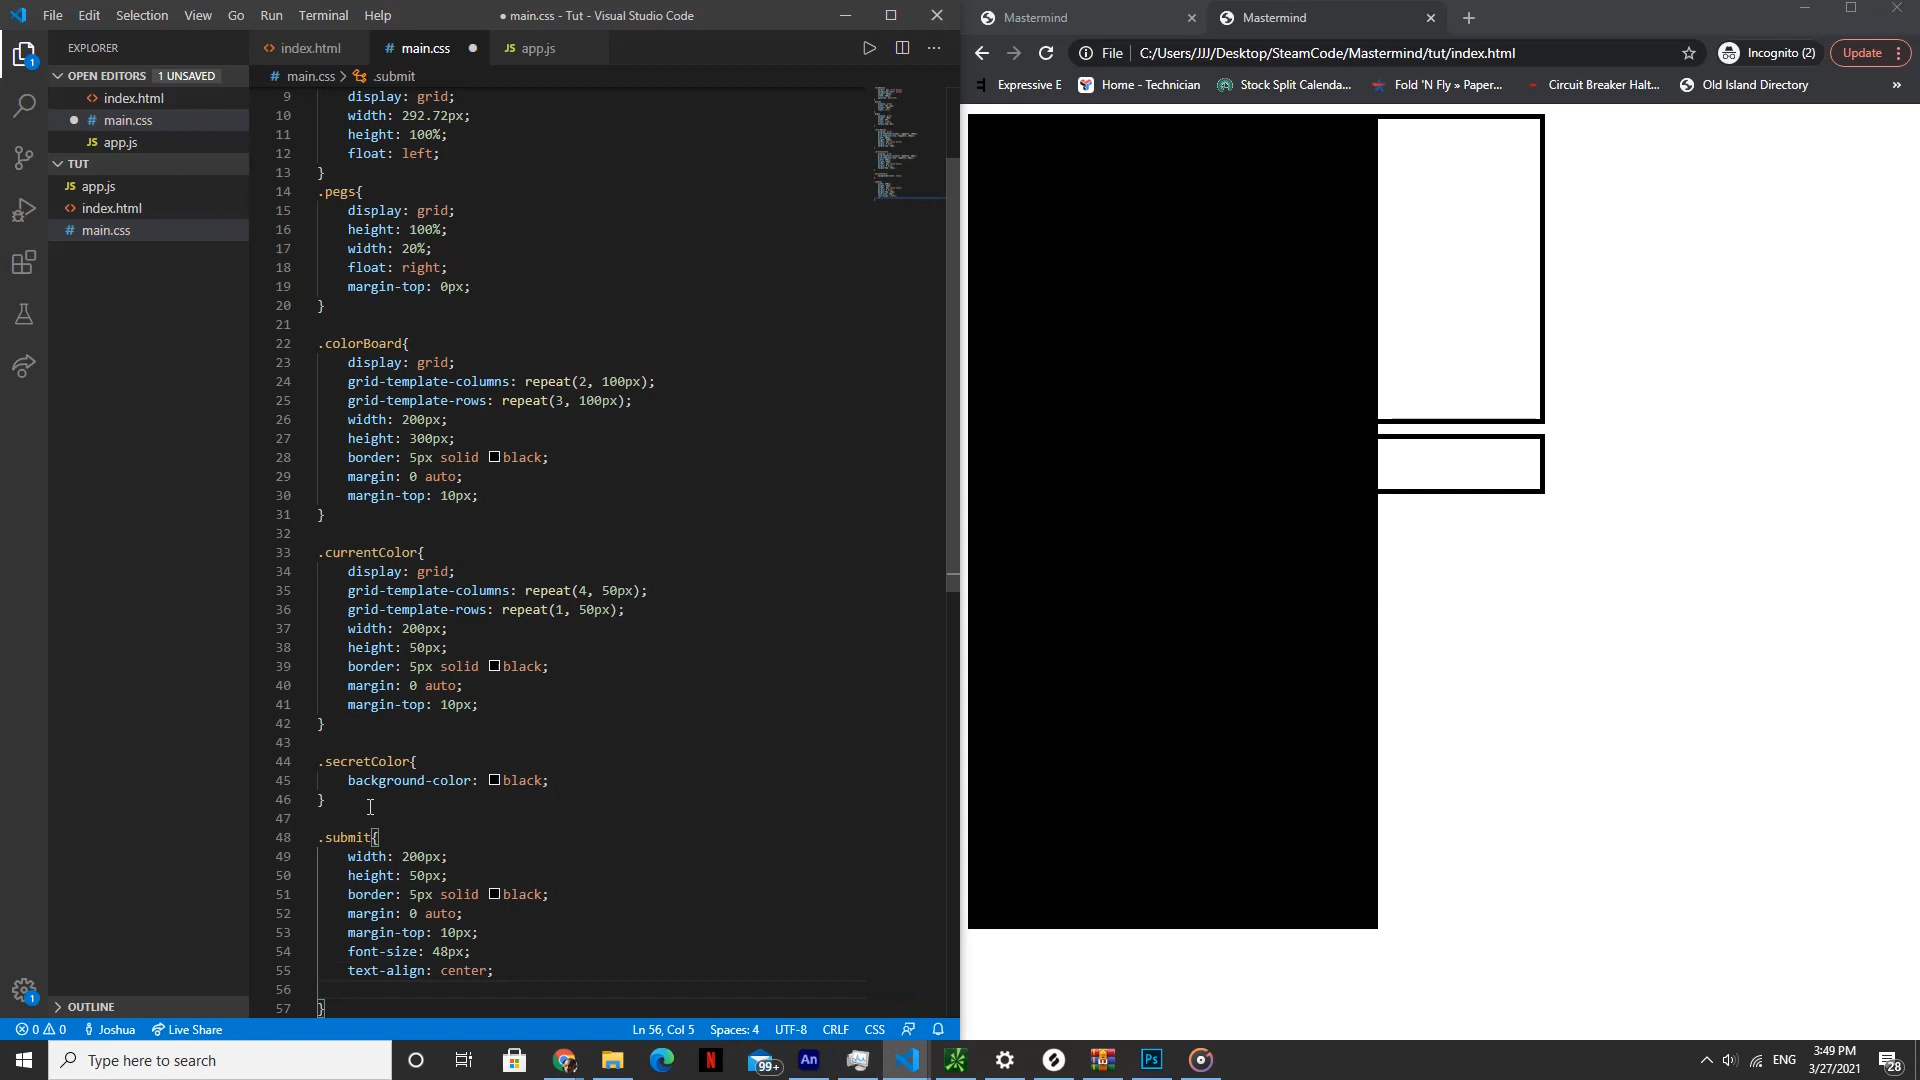 File Edit Selection View Go Run Terminal Help
● main.css - Tut - Visual Studio Code
EXPLORER
OPEN EDITORS 1 UNSAVED
<> index.html
# main.css
JS app.js
TUT
JS app.js
<> index.html
# main.css
OUTLINE
<> index.html
# main.css ●
JS app.js
# main.css > .submit
9 display: grid;
10 width: 292.72px;
11 height: 100%;
12 float: left;
13 }
14 .pegs{
15 display: grid;
16 height: 100%;
17 width: 20%;
18 float: right;
19 margin-top: 0px;
20 }
21
22 .colorBoard{
23 display: grid;
24 grid-template-columns: repeat(2, 100px);
25 grid-template-rows: repeat(3, 100px);
26 width: 200px;
27 height: 300px;
28 border: 5px solid black;
29 margin: 0 auto;
30 margin-top: 10px;
31 }
32
33 .currentColor{
34 display: grid;
35 grid-template-columns: repeat(4, 50px);
36 grid-template-rows: repeat(1, 50px);
37 width: 200px;
38 height: 50px;
39 border: 5px solid black;
40 margin: 0 auto;
41 margin-top: 10px;
42 }
43
44 .secretColor{
45 background-color: black;
46 }
47
48 .submit{
49 width: 200px;
50 height: 50px;
51 border: 5px solid black;
52 margin: 0 auto;
53 margin-top: 10px;
54 font-size: 48px;
55 text-align: center;
56
57 }
0 0 Joshua Live Share
Ln 56, Col 5 Spaces: 4 UTF-8 CRLF CSS
Mastermind
Mastermind
File C:/Users/JJJ/Desktop/SteamCode/Mastermind/tut/index.html
Incognito (2)
Update
Expressive E
Home - Technician
Stock Split Calenda...
Fold 'N Fly » Paper...
Circuit Breaker Halt...
Old Island Directory
»
Type here to search
99+
An
Ps
ENG
3:49 PM
3/27/2021
28